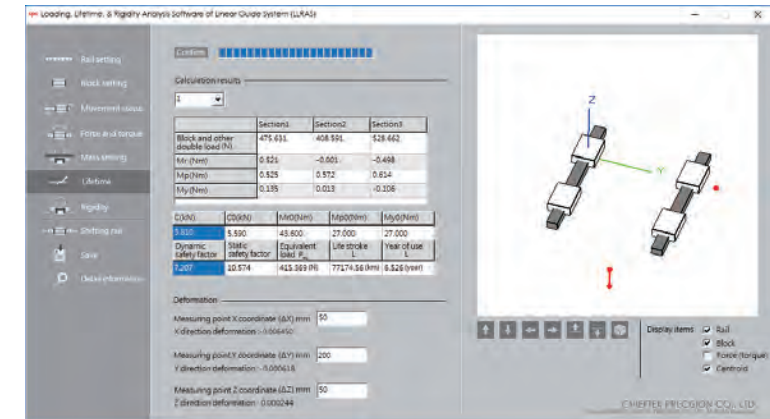 Loading, Lifetime, & Rigidity Analysis Software of Linear Guide System (LLRAS)
Rail setting
Block setting
Movement
Force and torque
Mass setting
Lifetime
Rigidity
Shifting
Save
Detail information
Confirm
Calculation results
1
Section1 Section2 Section3
Block and other double load (N) 475.631 408.591 528.662
Mr (Nm) 0.521 -0.001 -0.498
Mp(Nm) 0.525 0.572 0.614
My(Nm) 0.135 0.013 -0.106
C(kN) C0(kN) Mr0(Nm) Mp0(Nm) My0(Nm)
5.590 43.600 27.000 27.000
Dynamic safety factor Static safety factor Equivalent load Pm Life stroke L Year of use L
7.207 10.574 415.569 (N) 77174.56 (km) 6.526 (year)
Deformation
Measuring point X coordinate (ΔX) mm 50
X direction deformation : -0.006450
Measuring point Y coordinate (ΔY) mm 200
Y direction deformation : -0.000618
Measuring point Z coordinate (ΔZ) mm 50
Z direction deformation : 0.000244
Z
Y
Display items
Rail
Block
Force (torque)
Centroid
CHIEFTEK PRECISION CO., LTD.